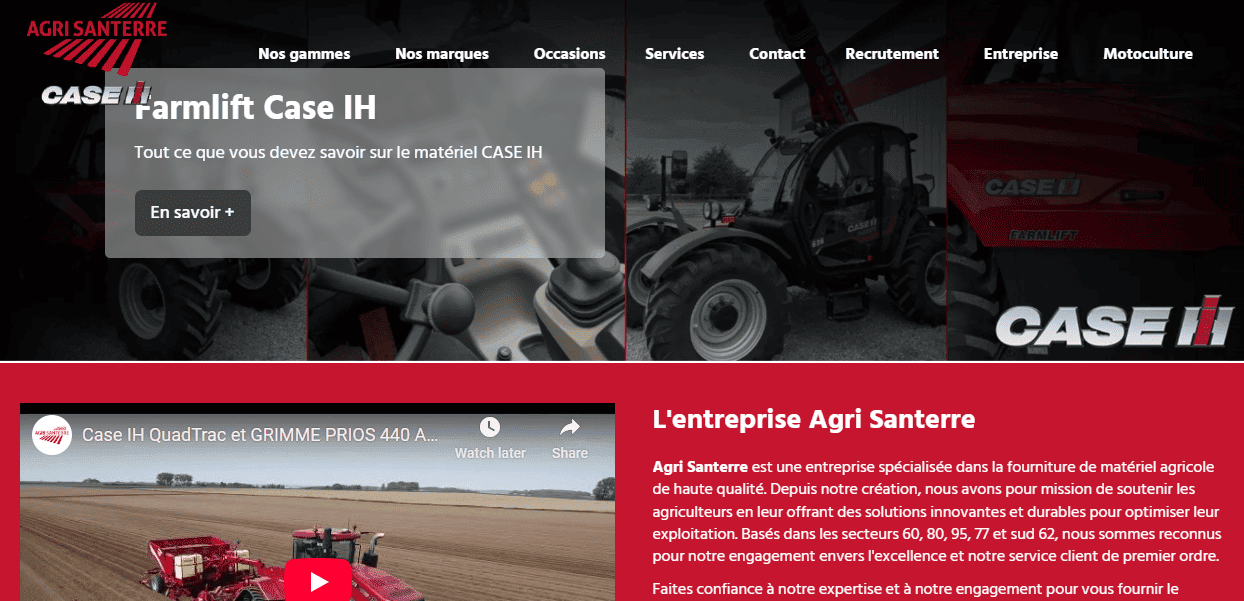 AGRI SANTERRE
CASE IH
Nos gammes
Nos marques
Occasions
Services
Contact
Recrutement
Entreprise
Motoculture
Farmlift Case IH
Tout ce que vous devez savoir sur le matériel CASE IH
En savoir +
CASE IH
CASE IH
FARMLIFT
CASE IH
Case IH QuadTrac et GRIMME PRIOS 440 A...
Watch later
Share
L'entreprise Agri Santerre
Agri Santerre est une entreprise spécialisée dans la fourniture de matériel agricole
de haute qualité. Depuis notre création, nous avons pour mission de soutenir les
agriculteurs en leur offrant des solutions innovantes et durables pour optimiser leur
exploitation. Basés dans les secteurs 60, 80, 95, 77 et sud 62, nous sommes reconnus
pour notre engagement envers l'excellence et notre service client de premier ordre.
Faites confiance à notre expertise et à notre engagement pour vous fournir le